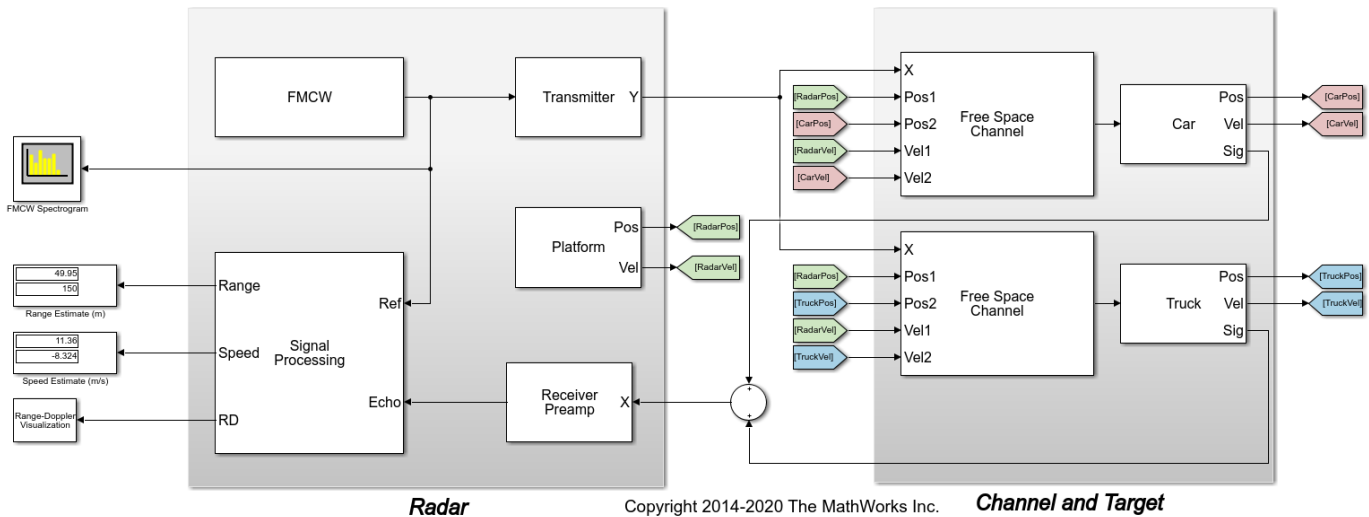 FMCW
Transmitter
Y
FMCW Spectrogram
Platform
Pos
Vel
[RadarPos]
[RadarVel]
49.95
150
Range Estimate (m)
11.36
-8.324
Speed Estimate (m/s)
Range-Doppler
Visualization
Range
Speed
RD
Signal
Processing
Ref
Echo
Receiver
Preamp
X
+
+
[RadarPos]
[CarPos]
[RadarVel]
[CarVel]
X
Pos1
Pos2
Vel1
Vel2
Free Space
Channel
Car
Pos
Vel
Sig
[CarPos]
[CarVel]
[RadarPos]
[TruckPos]
[RadarVel]
[TruckVel]
X
Pos1
Pos2
Vel1
Vel2
Free Space
Channel
Truck
Pos
Vel
Sig
[TruckPos]
[TruckVel]
Radar
Copyright 2014-2020 The MathWorks Inc.
Channel and Target